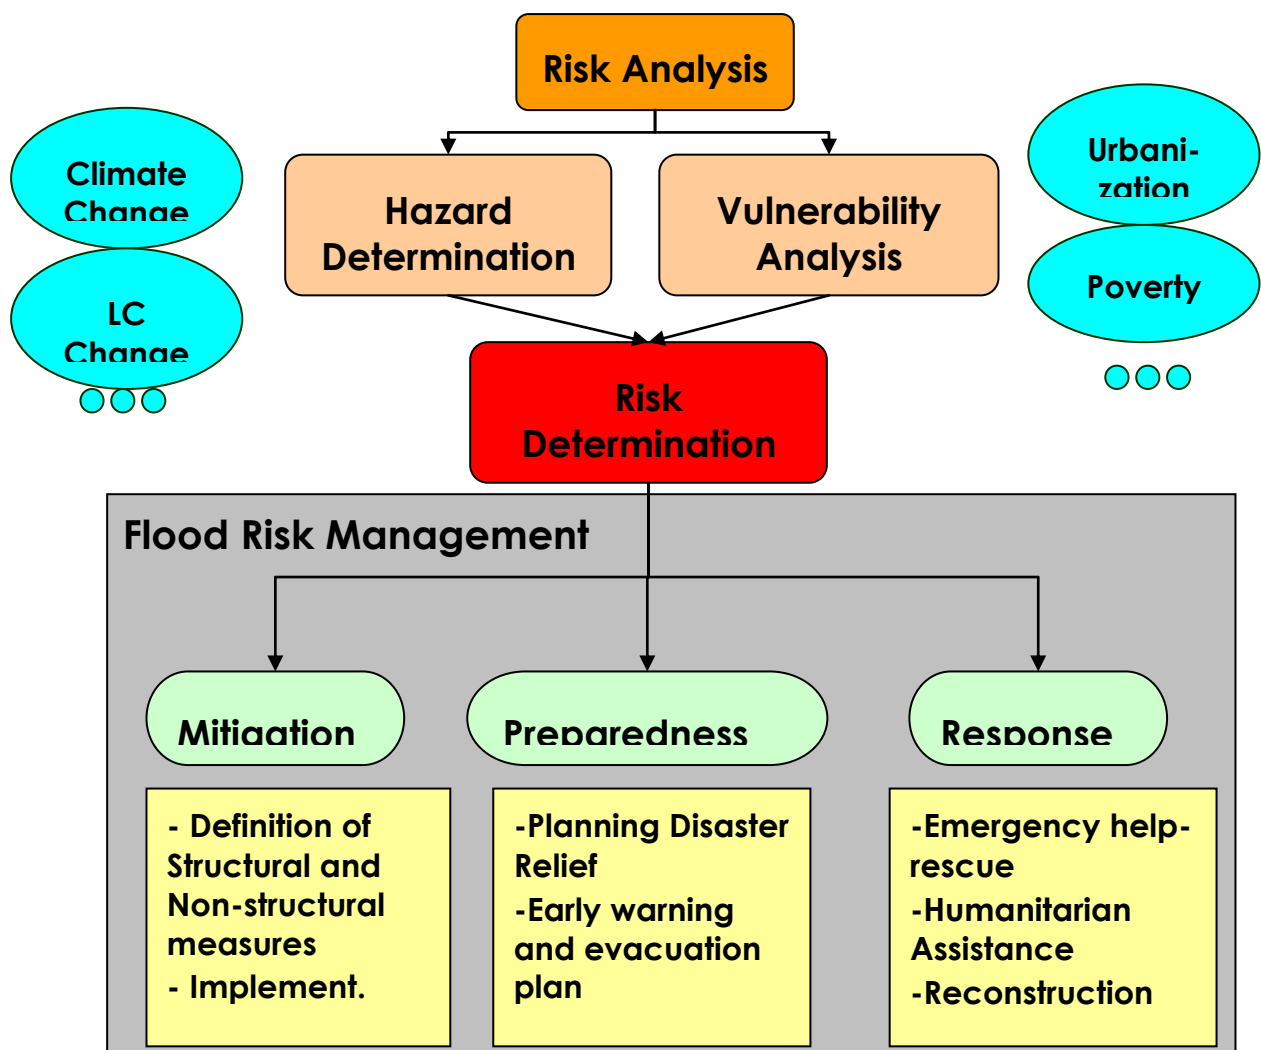 Risk Analysis
Climate
Change
LC
Change
Hazard
Determination
Vulnerability
Analysis
Urbani-
zation
Poverty
Risk
Determination
Flood Risk Management
Mitigation
- Definition of
Structural and
Non-structural
measures
- Implement.
Preparedness
-Planning Disaster
Relief
-Early warning
and evacuation
plan
Response
-Emergency help-
rescue
-Humanitarian
Assistance
-Reconstruction